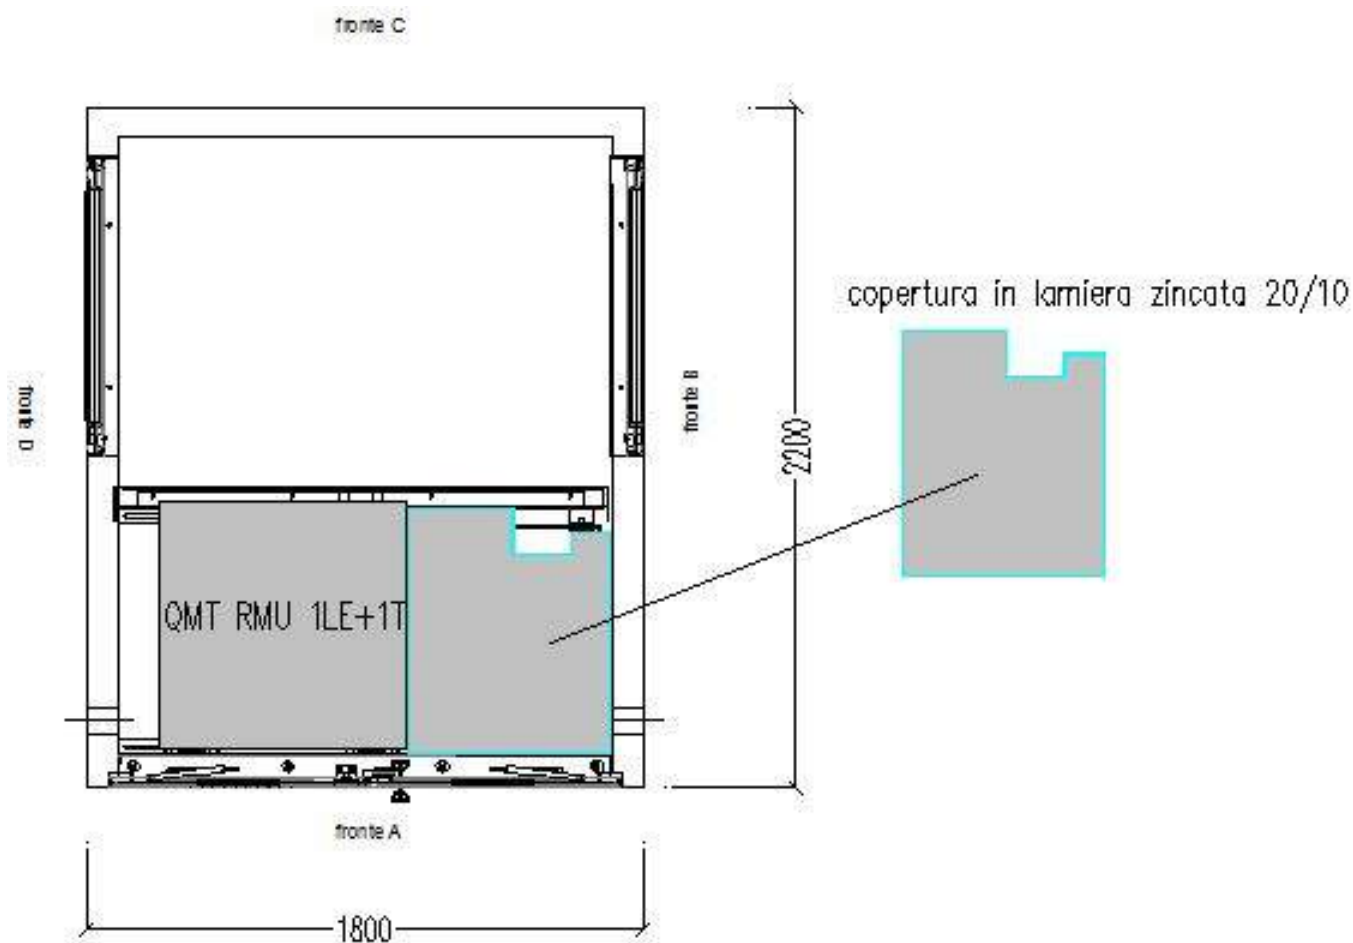 fronte C
copertura in lamiera zincata 20/10
fronte D
fronte B
2200
QMT RMU 1LE+1T
fronte A
1800